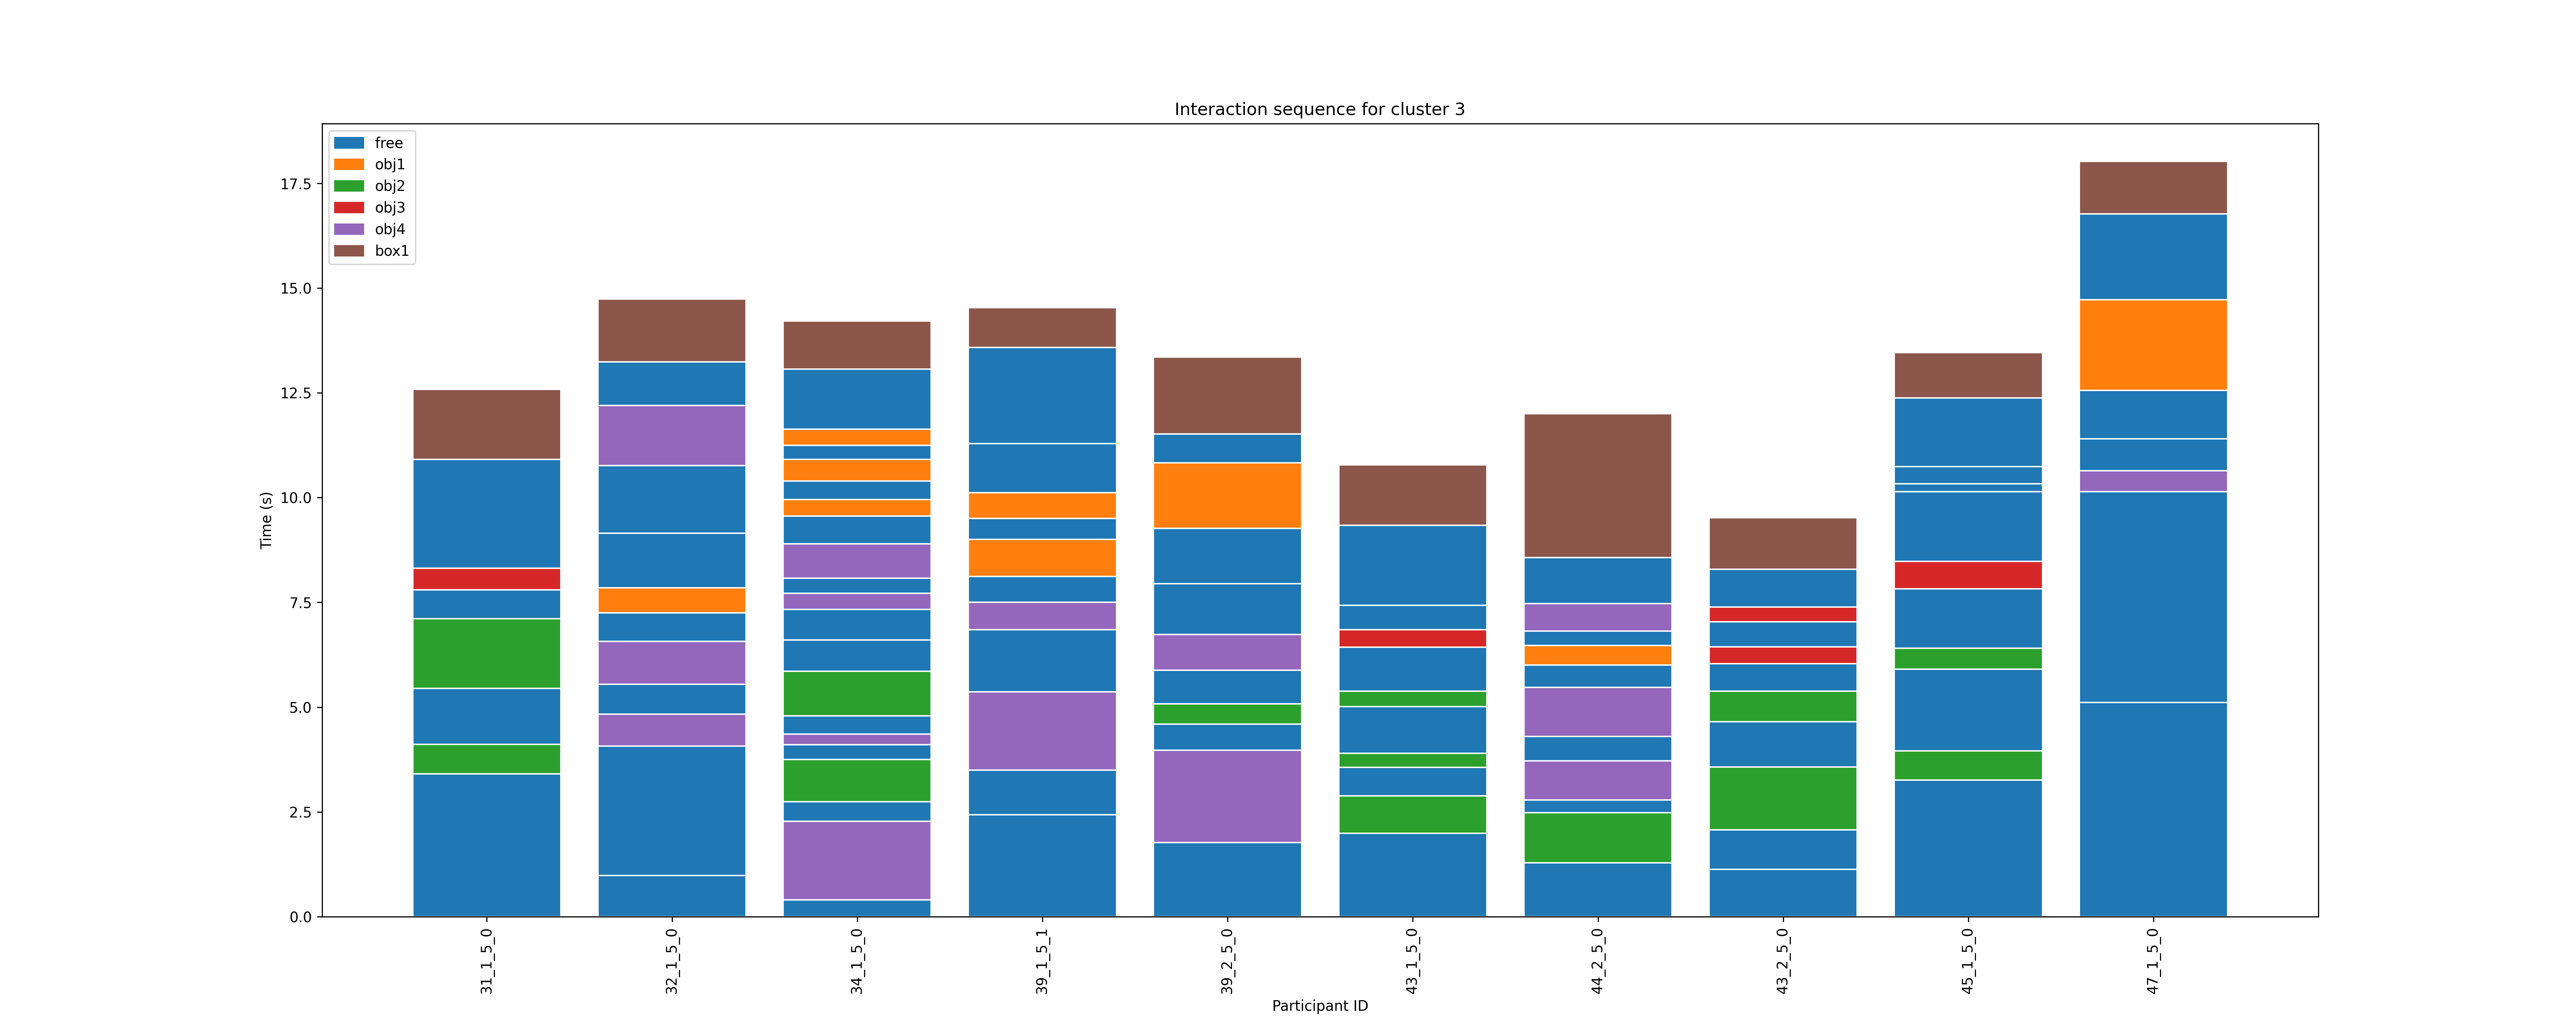 Interaction sequence for cluster 3
free
obj1
obj2
obj3
obj4
box1
17.5
15.0
12.5
10.0
7.5
5.0
2.5
0.0
Time (s)
31_1_5_0
32_1_5_0
34_1_5_0
39_1_5_1
39_2_5_0
43_1_5_0
44_2_5_0
43_2_5_0
45_1_5_0
47_1_5_0
Participant ID